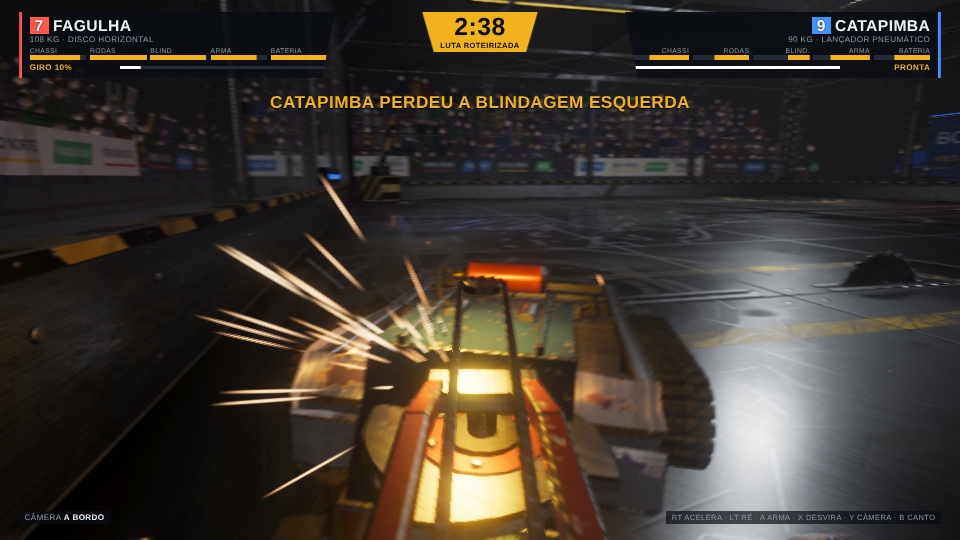 7 FAGULHA
108 KG · DISCO HORIZONTAL
CHASSI RODAS BLIND. ARMA BATERIA
GIRO 10%
2:38
LUTA ROTEIRIZADA
9 CATAPIMBA
90 KG · LANÇADOR PNEUMÁTICO
CHASSI RODAS BLIND. ARMA BATERIA
PRONTA
CATAPIMBA PERDEU A BLINDAGEM ESQUERDA
CÂMERA A BORDO
RT ACELERA · LT RÉ · A ARMA · X DESVIRA · Y CÂMERA · B CANTO